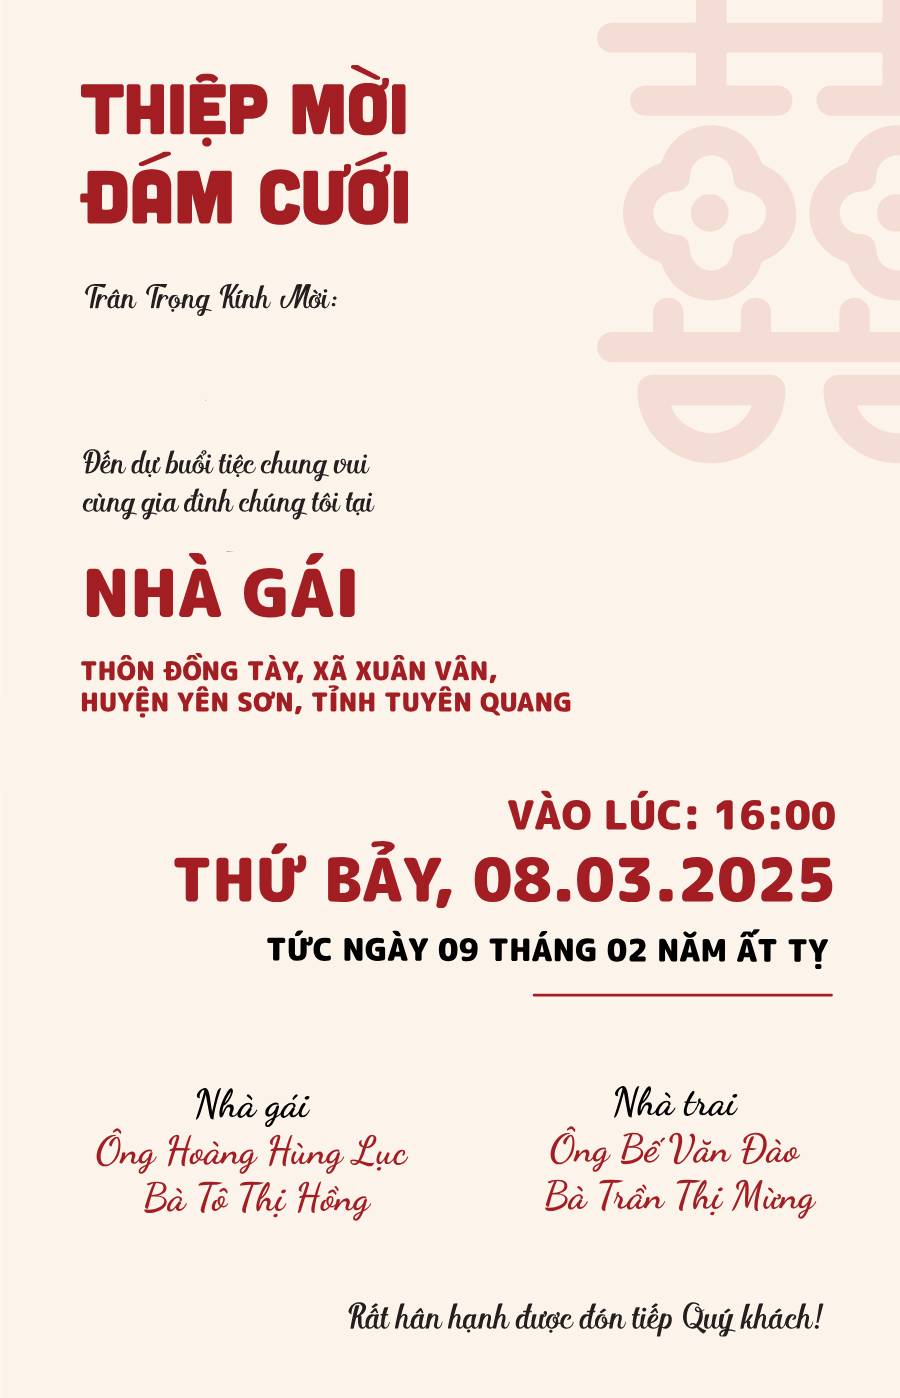 THIỆP MỜI
ĐÁM CƯỚI
Trân Trọng Kính Mời:
Đến dự buổi tiệc chung vui
cùng gia đình chúng tôi tại
NHÀ GÁI
THÔN ĐỒNG TÀY, XÃ XUÂN VÂN,
HUYỆN YÊN SƠN, TỈNH TUYÊN QUANG
VÀO LÚC: 16:00
THỨ BẢY, 08.03.2025
TỨC NGÀY 09 THÁNG 02 NĂM ẤT TỴ
Nhà gái
Ông Hoàng Hùng Lục
Bà Tô Thị Hồng
Nhà trai
Ông Bế Văn Đào
Bà Trần Thị Mừng
Rất hân hạnh được đón tiếp Quý khách!